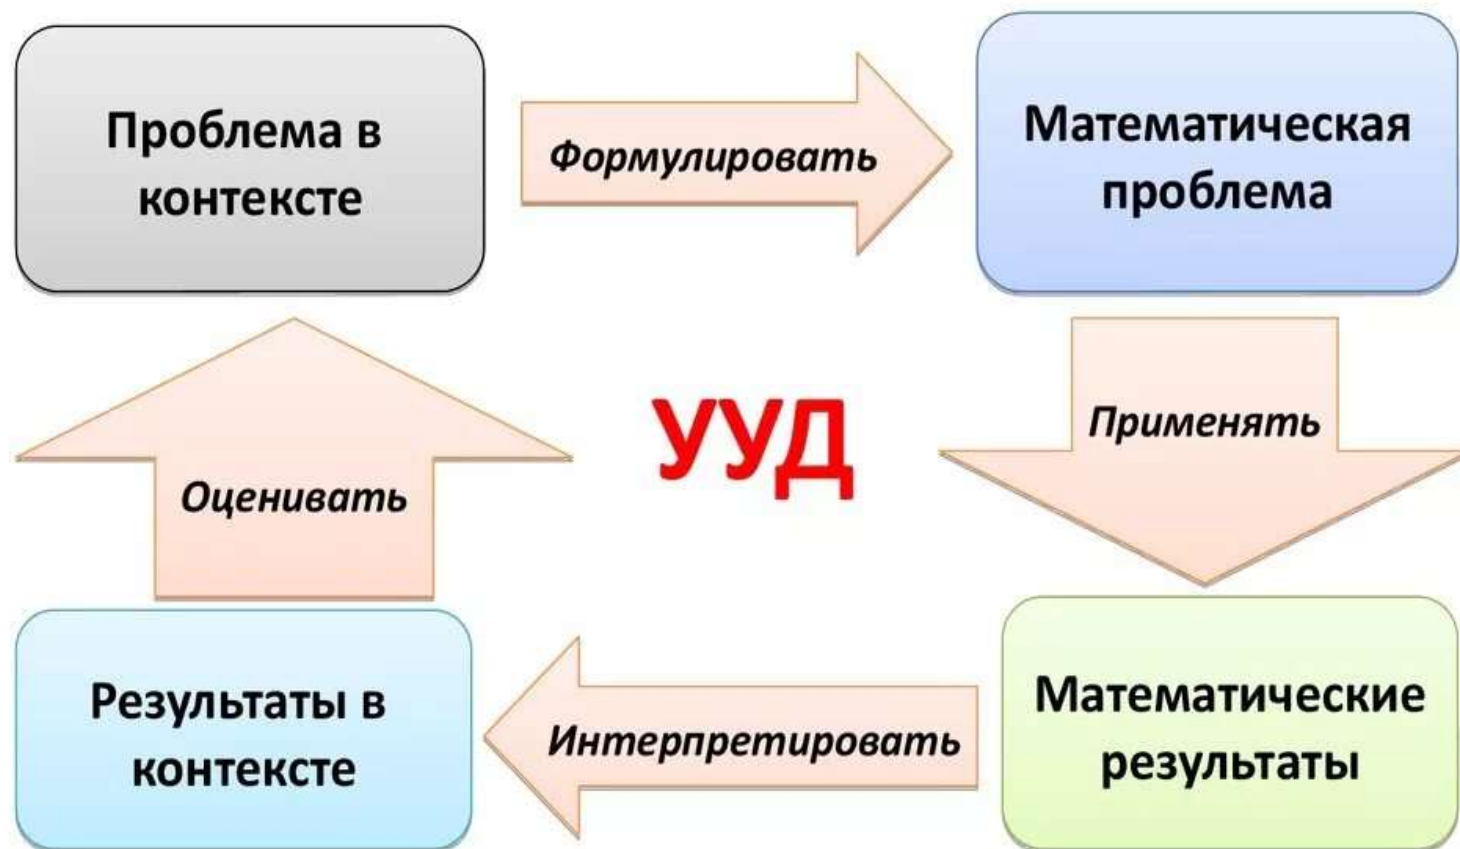 Проблема в
контексте
Формулировать
Математическая
проблема
УУД
Применять
Оценивать
Результаты в
контексте
Интерпретировать
Математические
результаты